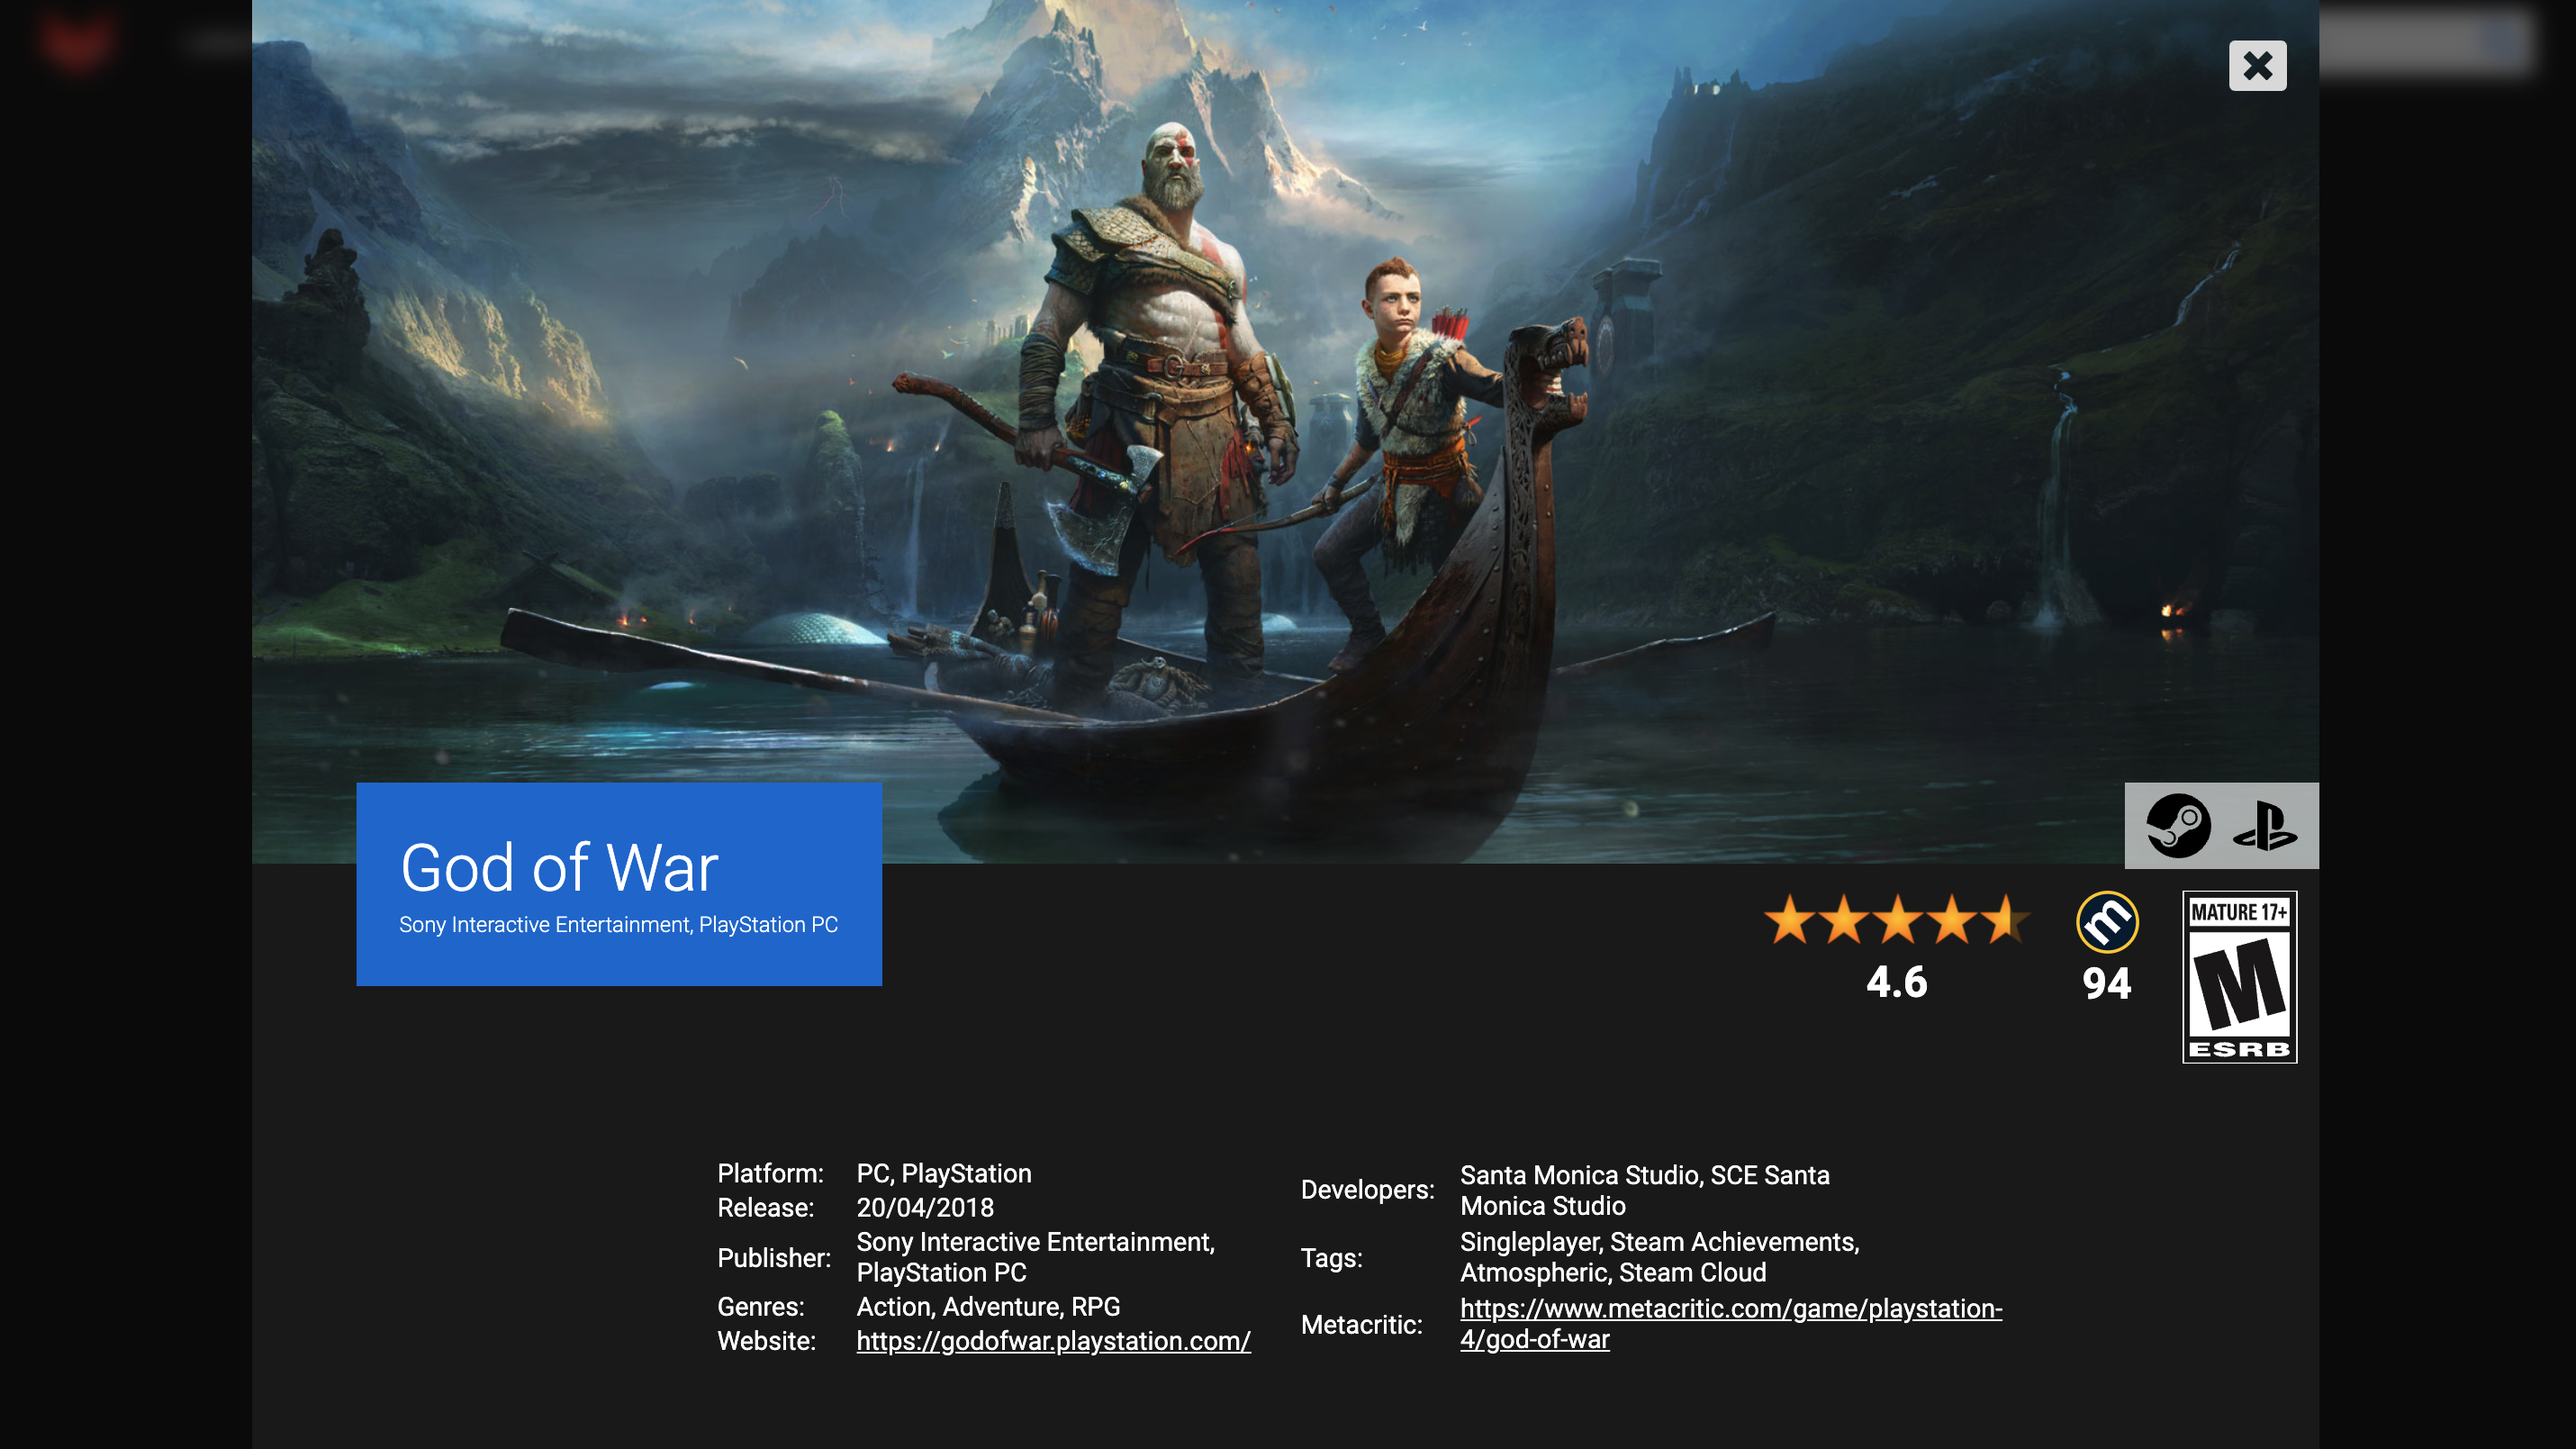 God of War
Sony Interactive Entertainment, PlayStation PC
4.6
m
94
MATURE 17+
M
ESRB
Platform: PC, PlayStation
Release: 20/04/2018
Publisher: Sony Interactive Entertainment,
PlayStation PC
Genres: Action, Adventure, RPG
Website: https://godofwar.playstation.com/
Developers: Santa Monica Studio, SCE Santa
Monica Studio
Tags: Singleplayer, Steam Achievements,
Atmospheric, Steam Cloud
Metacritic: https://www.metacritic.com/game/playstation-
4/god-of-war